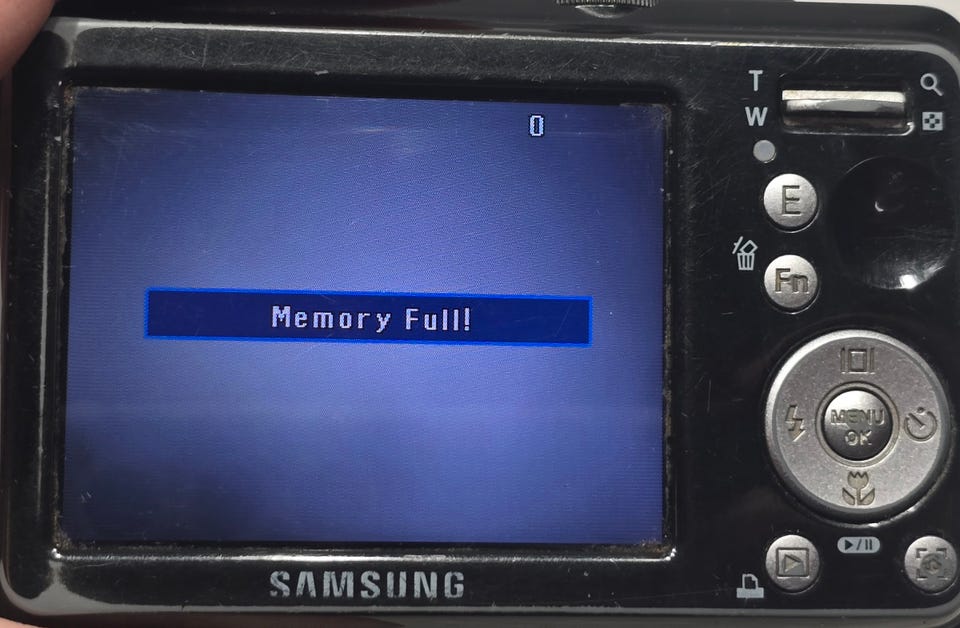 0
Memory Full!
SAMSUNG
T
W
E
Fn
MENU
OK